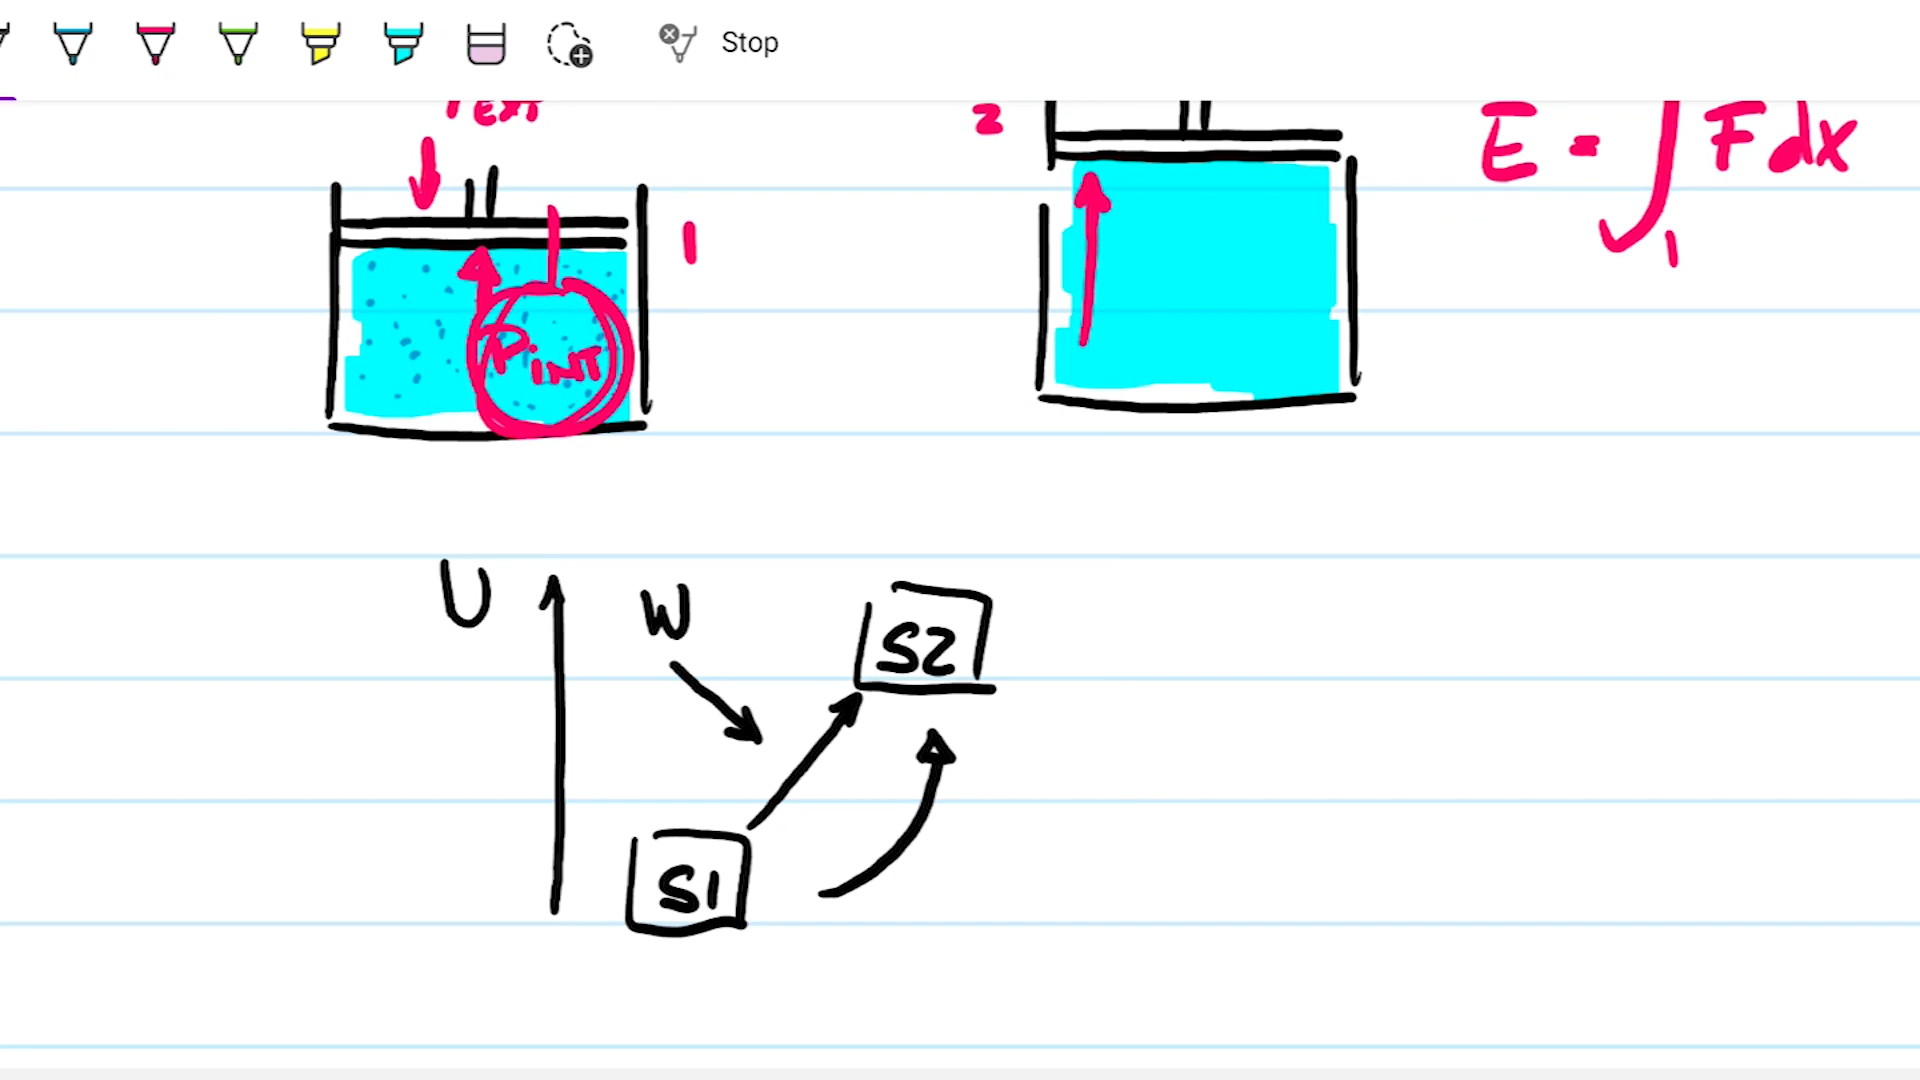 Stop
Pext
2
E = ∫ F dx
1
1
PiNT
U
W
S2
S1